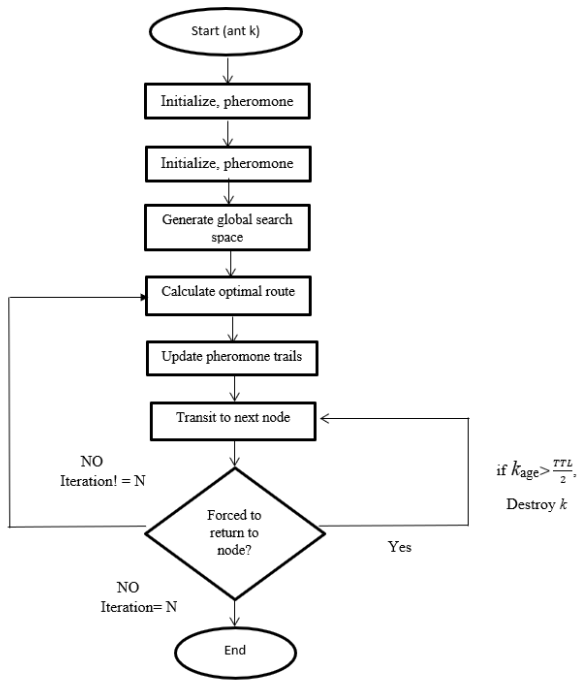 Start (ant k)
Initialize, pheromone
Initialize, pheromone
Generate global search
space
Calculate optimal route
Update pheromone trails
Transit to next node
NO
Iteration! = N
if kage>TTL/2,
Destroy k
Forced to
return to
node?
Yes
NO
Iteration= N
End